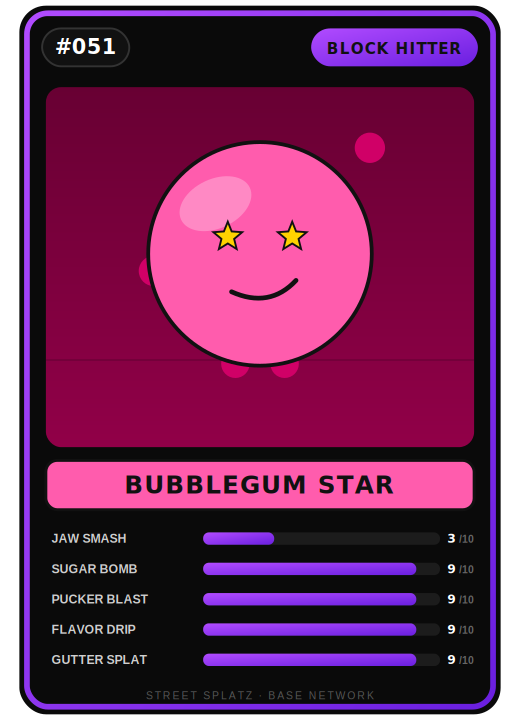 #051 BLOCK HITTER
BUBBLEGUM STAR
JAW SMASH 3 /10
SUGAR BOMB 9 /10
PUCKER BLAST 9 /10
FLAVOR DRIP 9 /10
GUTTER SPLAT 9 /10
STREET SPLATZ · BASE NETWORK